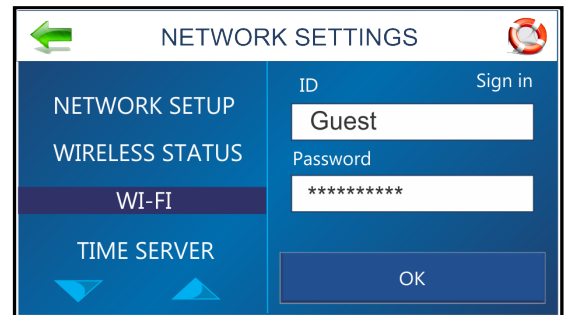 NETWORK SETTINGS
NETWORK SETUP
WIRELESS STATUS
WI-FI
TIME SERVER
ID
Sign in
Guest
Password
**********
OK